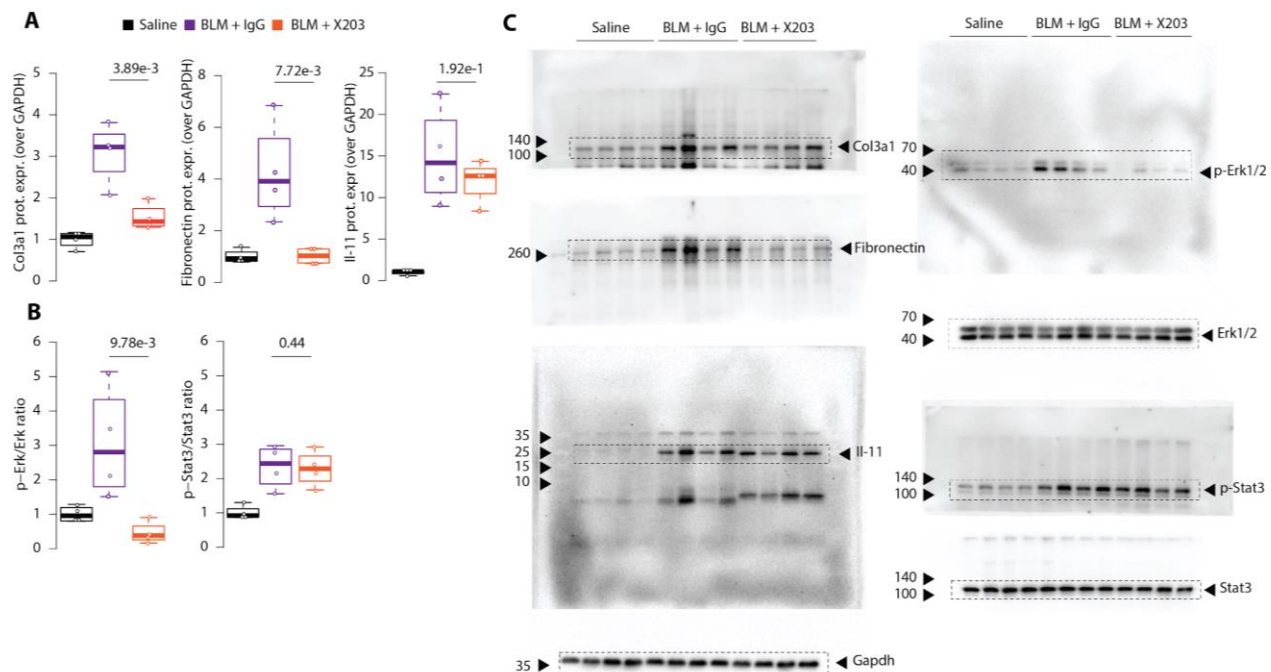 A
Saline BLM + IgG BLM + X203
Col3a1 prot. expr. (over GAPDH)
5
4
3
2
1
0
3.89e-3
Fibronectin prot. expr. (over GAPDH)
8
6
4
2
0
7.72e-3
Il-11 prot. expr (over GAPDH)
25
20
15
10
5
0
1.92e-1
B
p-Erk/Erk ratio
6
5
4
3
2
1
0
9.78e-3
p-Stat3/Stat3 ratio
6
5
4
3
2
1
0
0.44
C
Saline BLM + IgG BLM + X203
140
100
Col3a1
260
Fibronectin
35
25
15
10
Il-11
35
Gapdh
Saline BLM + IgG BLM + X203
70
40
p-Erk1/2
70
40
Erk1/2
140
100
p-Stat3
140
100
Stat3